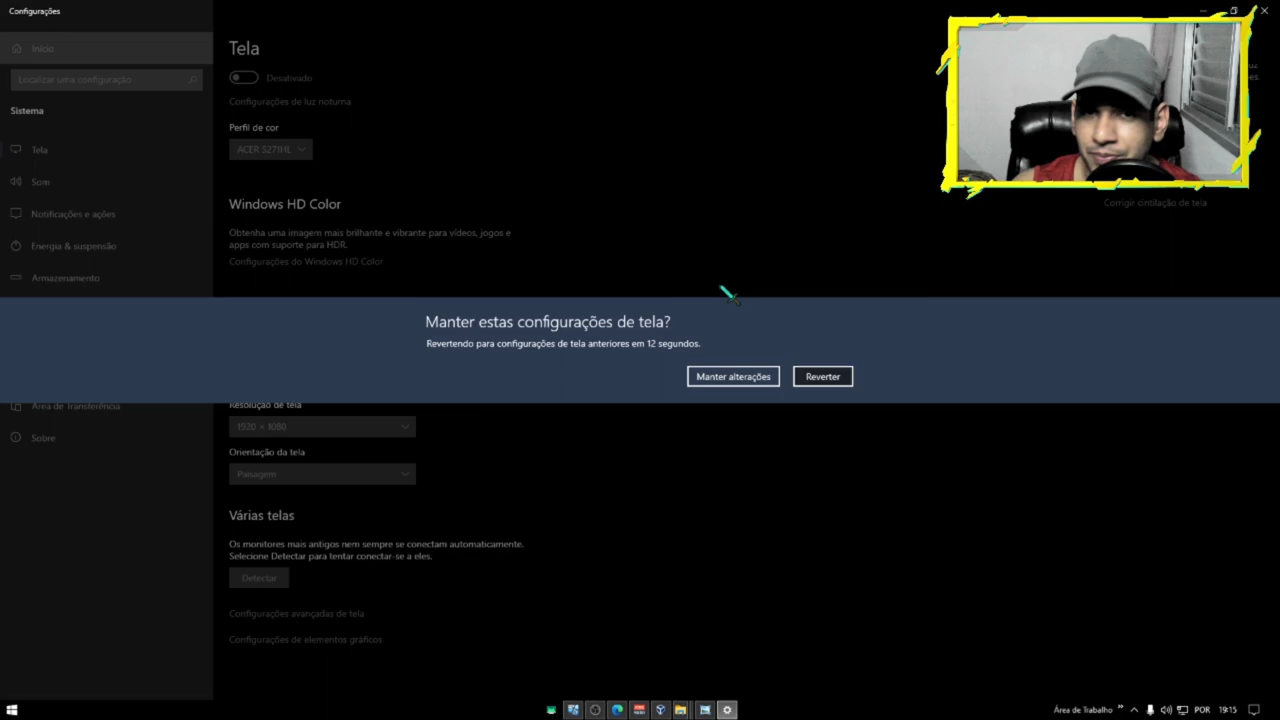 Configurações
Início
Localizar uma configuração
Sistema
Tela
Som
Notificações e ações
Energia & suspensão
Armazenamento
Área de Transferência
Sobre
Tela
Desativado
Configurações de luz noturna
Perfil de cor
ACER S271HL
Windows HD Color
Obtenha uma imagem mais brilhante e vibrante para vídeos, jogos e
apps com suporte para HDR.
Configurações do Windows HD Color
Corrigir cintilação de tela
Manter estas configurações de tela?
Revertendo para configurações de tela anteriores em 12 segundos.
Manter alterações
Reverter
Resolução de tela
1920 × 1080
Orientação da tela
Paisagem
Várias telas
Os monitores mais antigos nem sempre se conectam automaticamente.
Selecione Detectar para tentar conectar-se a eles.
Detectar
Configurações avançadas de tela
Configurações de elementos gráficos
Área de Trabalho
POR
19:15